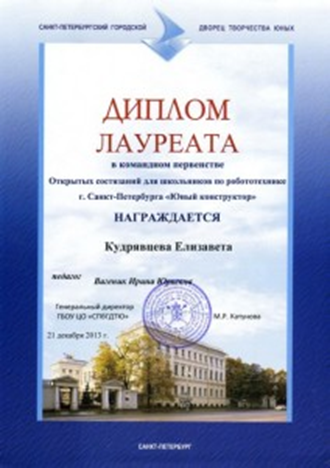 САНКТ-ПЕТЕРБУРГСКИЙ ГОРОДСКОЙ ДВОРЕЦ ТВОРЧЕСТВА ЮНЫХ
ДИПЛОМ
ЛАУРЕАТА
в командном первенстве
Открытых состязаний для школьников по робототехнике
г. Санкт-Петербурга «Юный конструктор»
НАГРАЖДАЕТСЯ
Кудрявцева Елизавета
педагог Ирина Юрьевна
Генеральный директор
ГБОУ ЦО «СПбГДТЮ» М.Р. Катунова
21 декабря 2013 г.
САНКТ-ПЕТЕРБУРГ